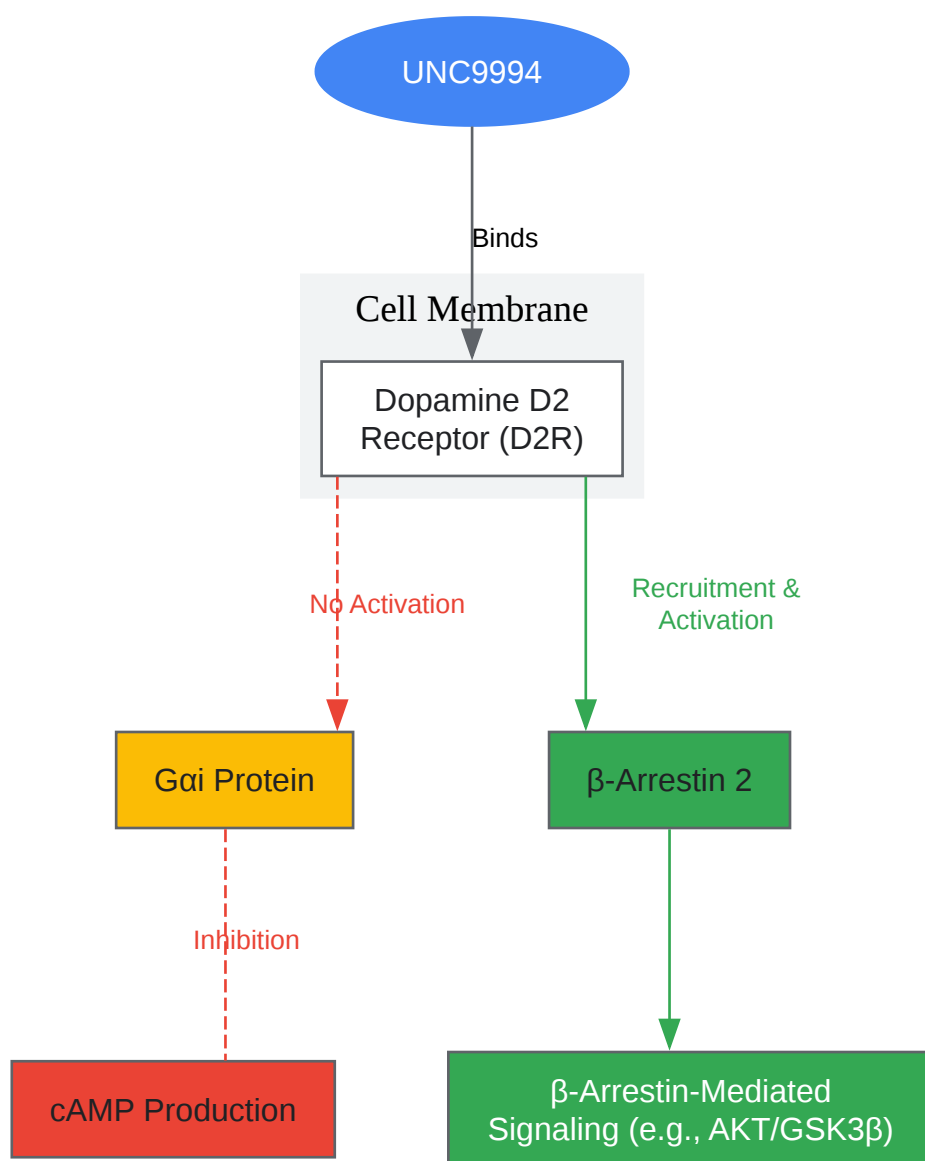 UNC9994
Binds
Cell Membrane
Dopamine D2
Receptor (D2R)
No Activation
Recruitment &
Activation
Gαi Protein
β-Arrestin 2
Inhibition
cAMP Production
β-Arrestin-Mediated
Signaling (e.g., AKT/GSK3β)